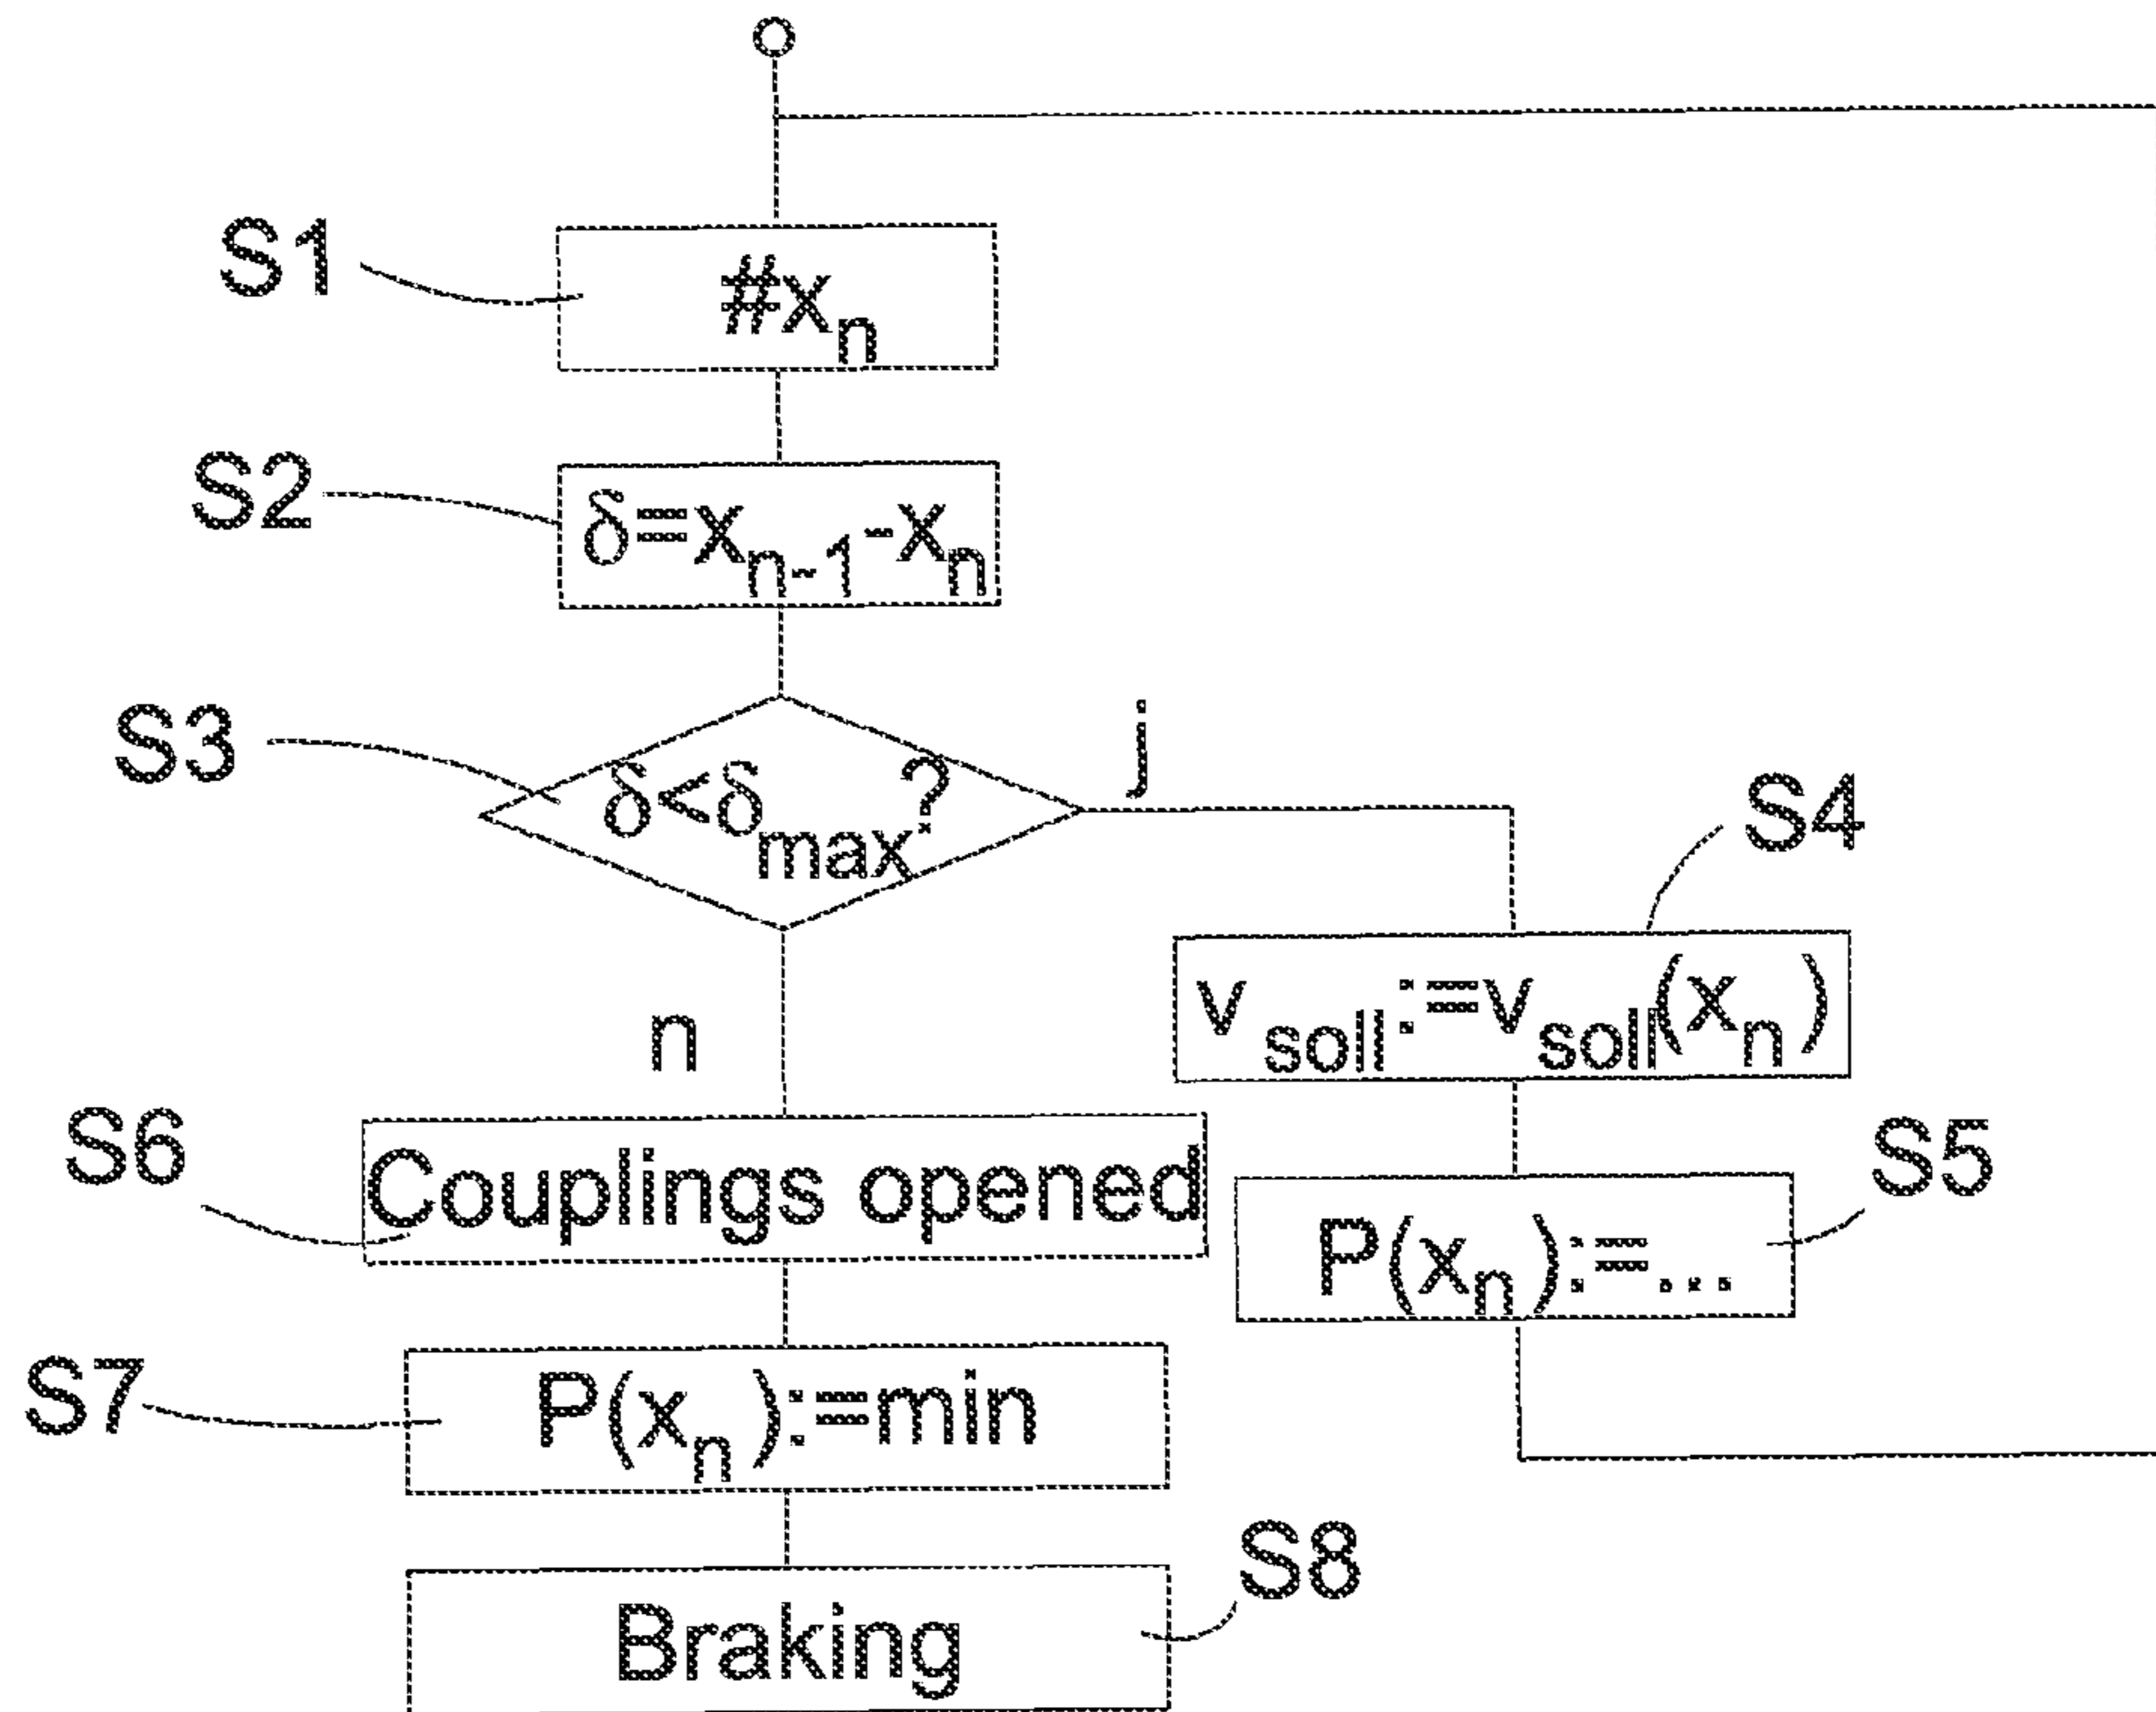 S1
#xₙ
S2
δ=xₙ₋₁-xₙ
S3
δ<δmax?
j
S4
vsoll:=vsoll(xₙ)
n
S6
Couplings opened
S5
P(xₙ):=...
S7
P(xₙ):=min
S8
Braking